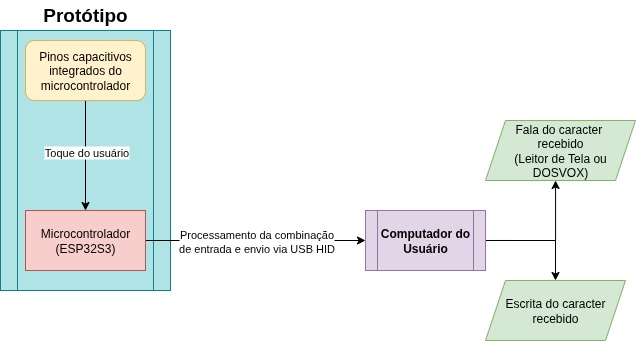 Protótipo
Pinos capacitivos
integrados do
microcontrolador
Toque do usuário
Microcontrolador
(ESP32S3)
Processamento da combinação
de entrada e envio via USB HID
Computador do
Usuário
Fala do caracter
recebido
(Leitor de Tela ou
DOSVOX)
Escrita do caracter
recebido